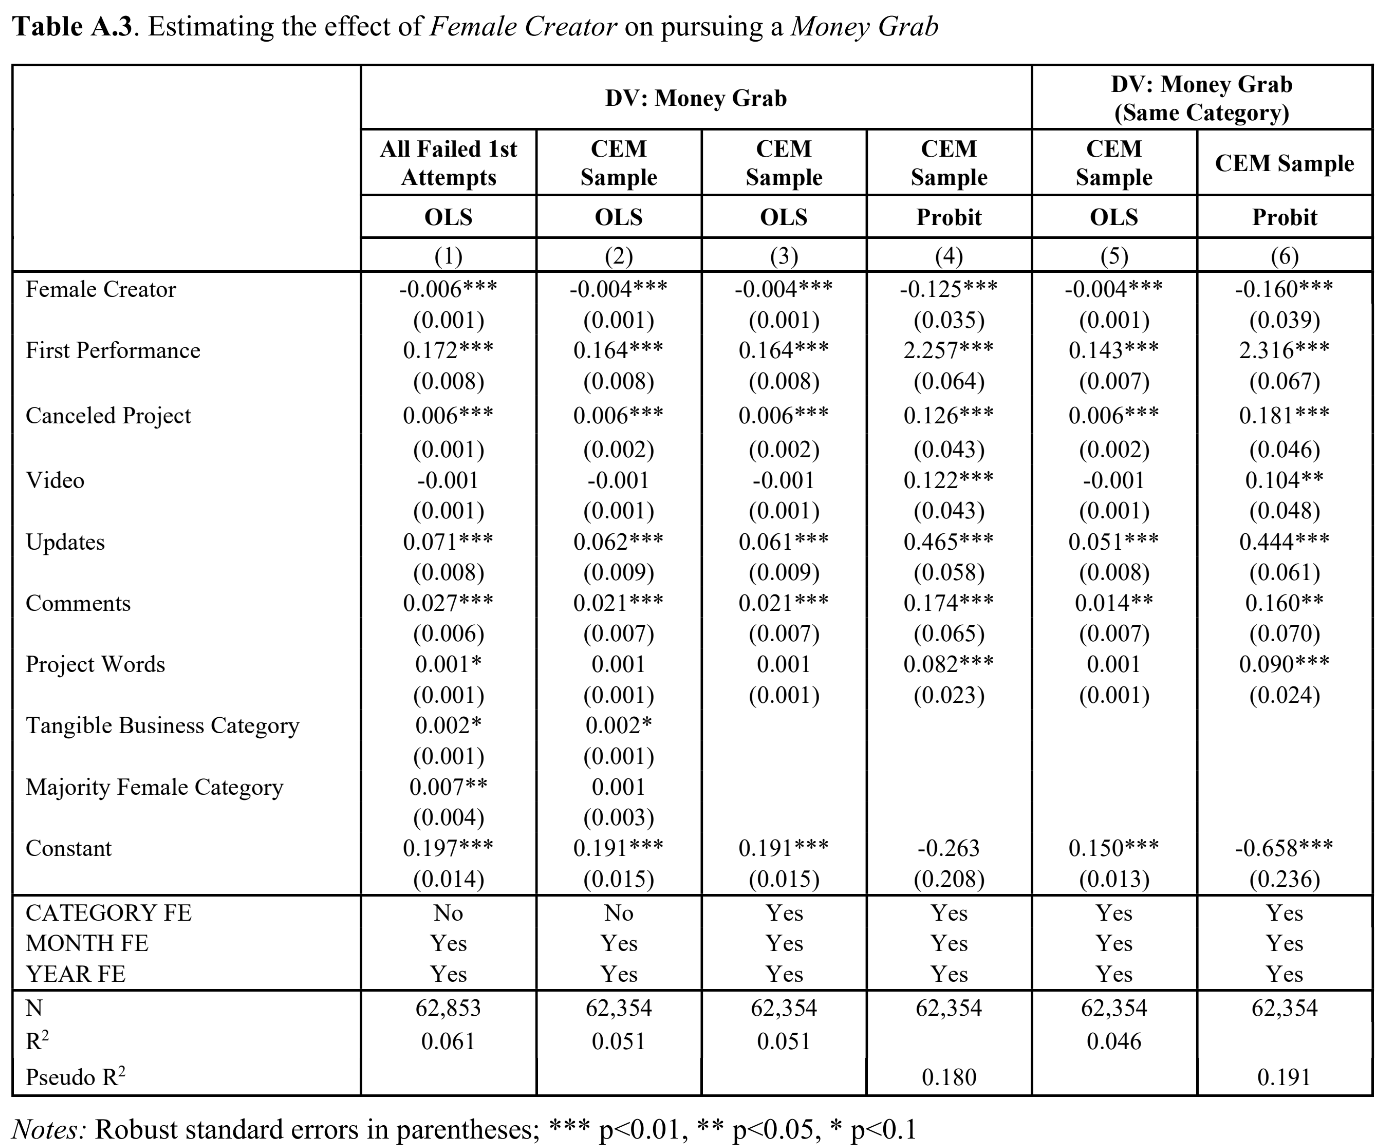 Table A.3. Estimating the effect of Female Creator on pursuing a Money Grab
DV: Money Grab DV: Money Grab (Same Category)
All Failed 1st Attempts CEM Sample CEM Sample CEM Sample CEM Sample CEM Sample
OLS OLS OLS Probit OLS Probit
(1) (2) (3) (4) (5) (6)
Female Creator -0.006*** -0.004*** -0.004*** -0.125*** -0.004*** -0.160***
(0.001) (0.001) (0.001) (0.035) (0.001) (0.039)
First Performance 0.172*** 0.164*** 0.164*** 2.257*** 0.143*** 2.316***
(0.008) (0.008) (0.008) (0.064) (0.007) (0.067)
Canceled Project 0.006*** 0.006*** 0.006*** 0.126*** 0.006*** 0.181***
(0.001) (0.002) (0.002) (0.043) (0.002) (0.046)
Video -0.001 -0.001 -0.001 0.122*** -0.001 0.104**
(0.001) (0.001) (0.001) (0.043) (0.001) (0.048)
Updates 0.071*** 0.062*** 0.061*** 0.465*** 0.051*** 0.444***
(0.008) (0.009) (0.009) (0.058) (0.008) (0.061)
Comments 0.027*** 0.021*** 0.021*** 0.174*** 0.014** 0.160**
(0.006) (0.007) (0.007) (0.065) (0.007) (0.070)
Project Words 0.001* 0.001 0.001 0.082*** 0.001 0.090***
(0.001) (0.001) (0.001) (0.023) (0.001) (0.024)
Tangible Business Category 0.002* 0.002*
(0.001) (0.001)
Majority Female Category 0.007** 0.001
(0.004) (0.003)
Constant 0.197*** 0.191*** 0.191*** -0.263 0.150*** -0.658***
(0.014) (0.015) (0.015) (0.208) (0.013) (0.236)
CATEGORY FE No No Yes Yes Yes Yes
MONTH FE Yes Yes Yes Yes Yes Yes
YEAR FE Yes Yes Yes Yes Yes Yes
N 62,853 62,354 62,354 62,354 62,354 62,354
R² 0.061 0.051 0.051 0.046
Pseudo R² 0.180 0.191
Notes: Robust standard errors in parentheses; *** p<0.01, ** p<0.05, * p<0.1